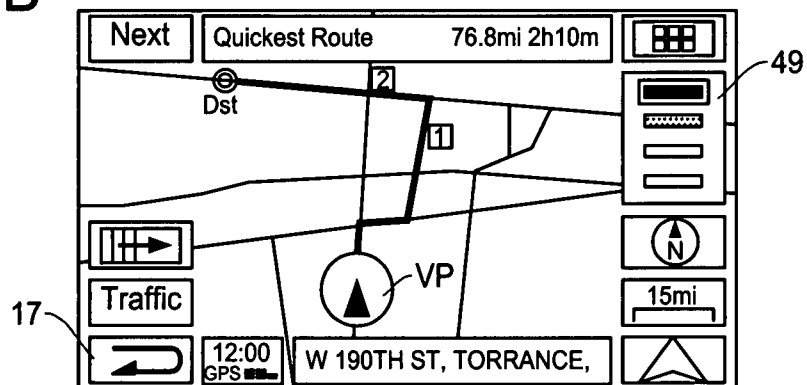 B
Next
Quickest Route 76.8mi 2h10m
49
2
Dst
1
N
VP
Traffic
15mi
17
12:00
GPS
W 190TH ST, TORRANCE,